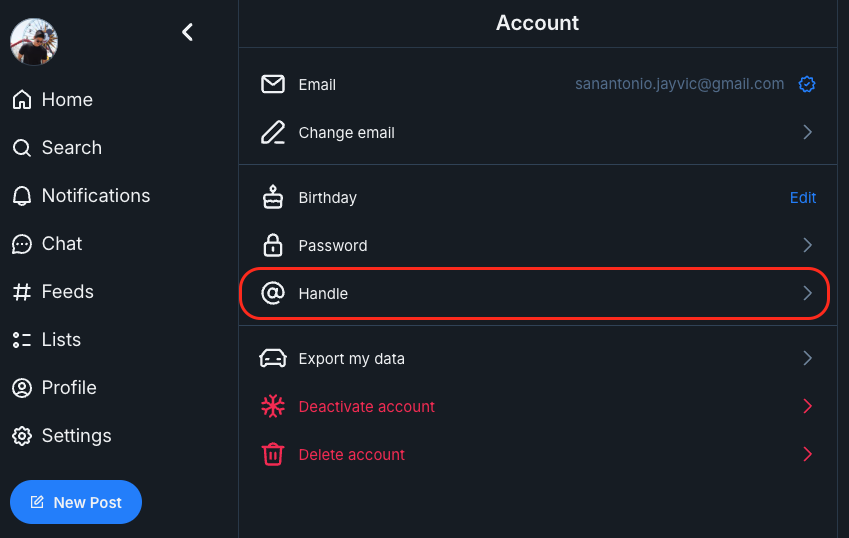 Home
Search
Notifications
Chat
Feeds
Lists
Profile
Settings
New Post
Account
Email sanantonio.jayvic@gmail.com
Change email
Birthday Edit
Password
Handle
Export my data
Deactivate account
Delete account